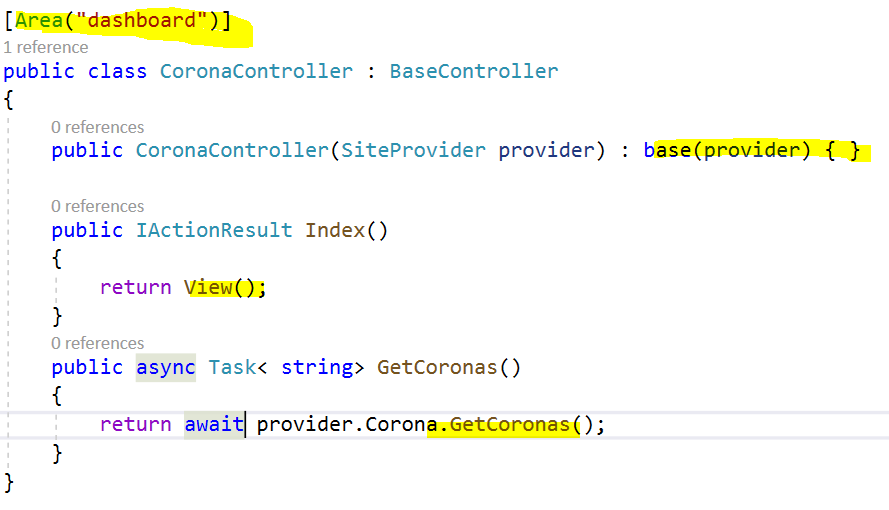 [Area("dashboard")]
1 reference
public class CoronaController : BaseController
{
0 references
public CoronaController(SiteProvider provider) : base(provider) { }
0 references
public IActionResult Index()
{
return View();
}
0 references
public async Task< string> GetCoronas()
{
return await provider.Corona.GetCoronas();
}
}